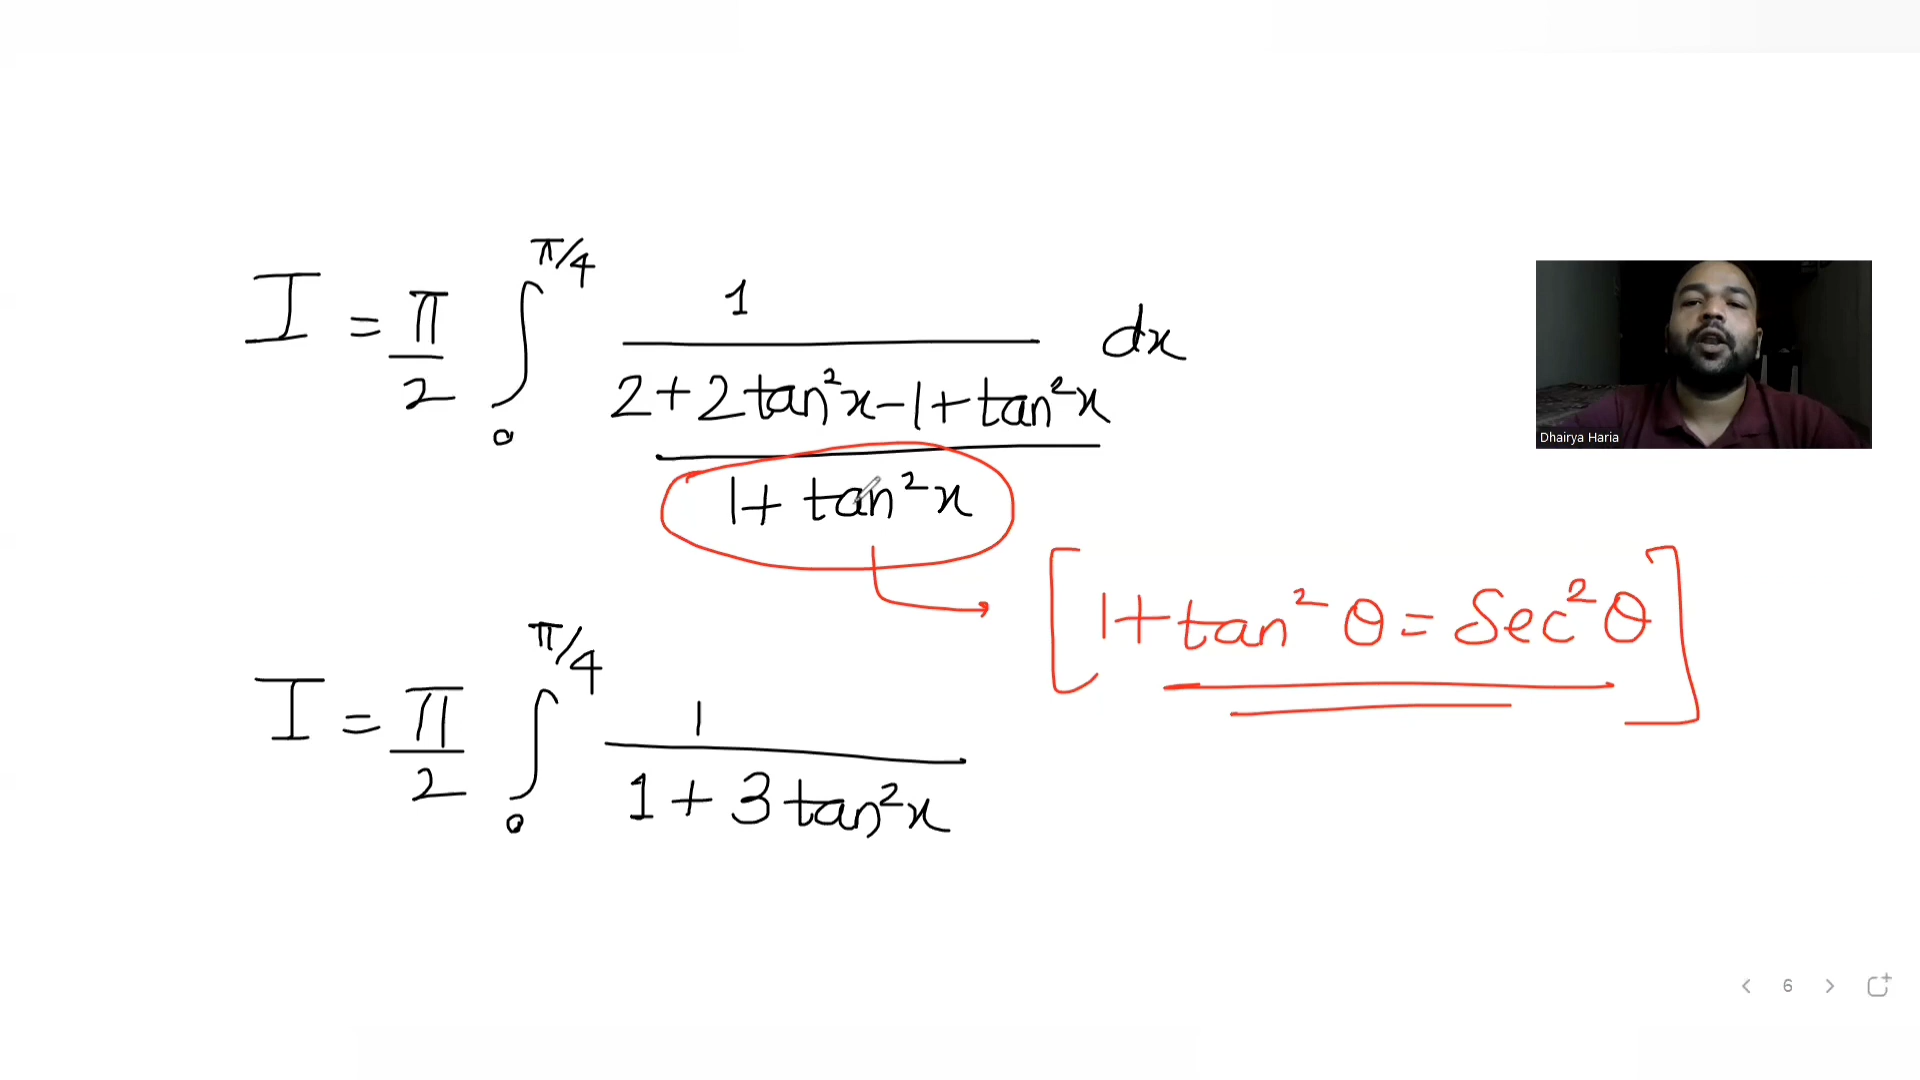 I = π/2 ∫₀^π/4 1 / ((2+2tan²x-1+tan²x) / (1+tan²x)) dx
Dhairya Haria
[1+tan²θ=Sec²θ]
I = π/2 ∫₀^π/4 1 / (1+3tan²x)
6